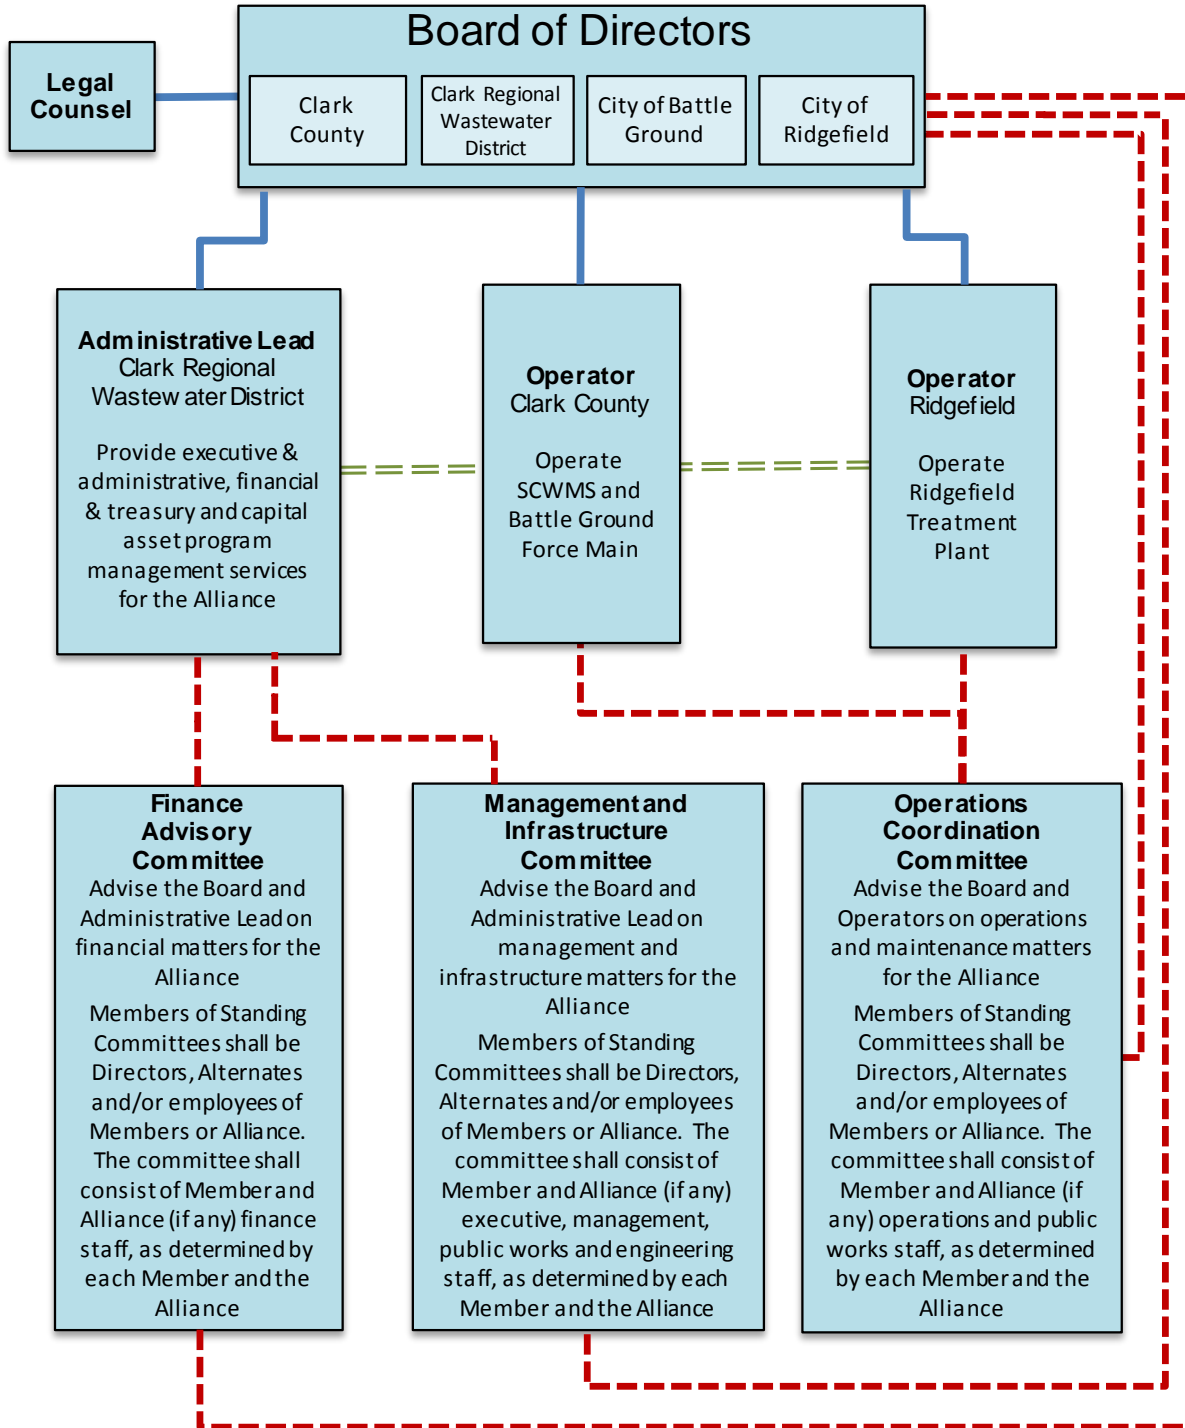 Board of Directors
Legal
Counsel
Clark
County
Clark Regional
Wastewater
District
City of Battle
Ground
City of
Ridgefield
Administrative Lead
Clark Regional
Wastewater District
Provide executive &
administrative, financial
& treasury and capital
asset program
management services
for the Alliance
Operator
Clark County
Operate
SCWMS and
Battle Ground
Force Main
Operator
Ridgefield
Operate
Ridgefield
Treatment
Plant
Finance
Advisory
Committee
Advise the Board and
Administrative Lead on
financial matters for the
Alliance
Members of Standing
Committees shall be
Directors, Alternates
and/or employees of
Members or Alliance.
The committee shall
consist of Member and
Alliance (if any) finance
staff, as determined by
each Member and the
Alliance
Management and
Infrastructure
Committee
Advise the Board and
Administrative Lead on
management and
infrastructure matters for the
Alliance
Members of Standing
Committees shall be Directors,
Alternates and/or employees
of Members or Alliance. The
committee shall consist of
Member and Alliance (if any)
executive, management,
public works and engineering
staff, as determined by each
Member and the Alliance
Operations
Coordination
Committee
Advise the Board and
Operators on operations
and maintenance matters
for the Alliance
Members of Standing
Committees shall be
Directors, Alternates
and/or employees of
Members or Alliance. The
committee shall consist of
Member and Alliance (if
any) operations and public
works staff, as determined
by each Member and the
Alliance